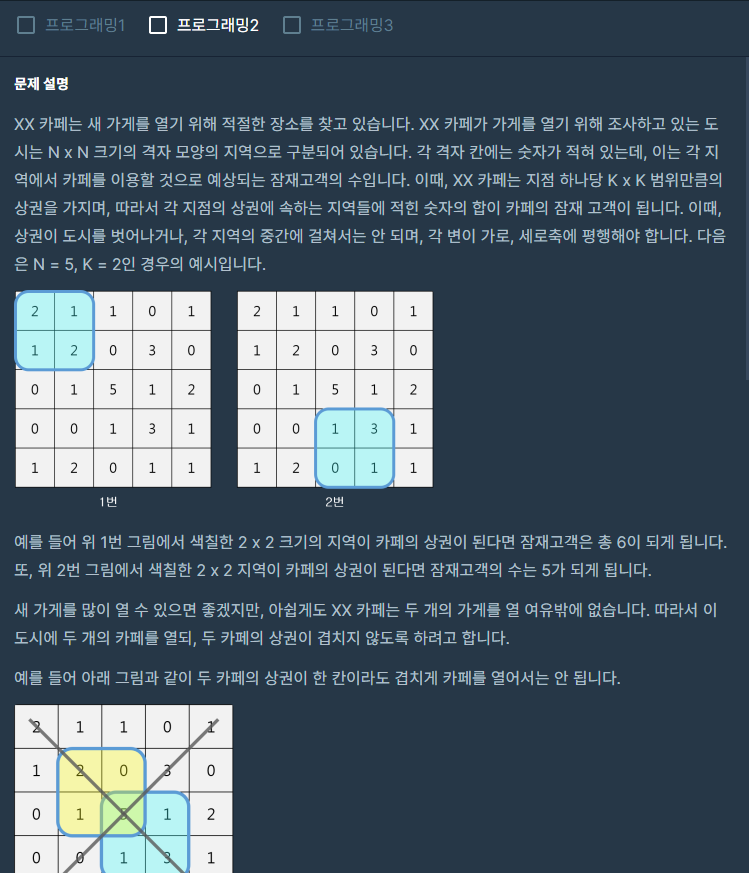 프로그래밍1 프로그래밍2 프로그래밍3
문제 설명
XX 카페는 새 가게를 열기 위해 적절한 장소를 찾고 있습니다. XX 카페가 가게를 열기 위해 조사하고 있는 도
시는 N x N 크기의 격자 모양의 지역으로 구분되어 있습니다. 각 격자 칸에는 숫자가 적혀 있는데, 이는 각 지
역에서 카페를 이용할 것으로 예상되는 잠재고객의 수입니다. 이때, XX 카페는 지점 하나당 K x K 범위만큼의
상권을 가지며, 따라서 각 지점의 상권에 속하는 지역들에 적힌 숫자의 합이 카페의 잠재 고객이 됩니다. 이때,
상권이 도시를 벗어나거나, 각 지역의 중간에 걸쳐서는 안 되며, 각 변이 가로, 세로축에 평행해야 합니다. 다음
은 N = 5, K = 2인 경우의 예시입니다.
2 1 1 0 1
1 2 0 3 0
0 1 5 1 2
0 0 1 3 1
1 2 0 1 1
1번
2 1 1 0 1
1 2 0 3 0
0 1 5 1 2
0 0 1 3 1
1 2 0 1 1
2번
예를 들어 위 1번 그림에서 색칠한 2 x 2 크기의 지역이 카페의 상권이 된다면 잠재고객은 총 6이 되게 됩니다.
또, 위 2번 그림에서 색칠한 2 x 2 지역이 카페의 상권이 된다면 잠재고객의 수는 5가 되게 됩니다.
새 가게를 많이 열 수 있으면 좋겠지만, 아쉽게도 XX 카페는 두 개의 가게를 열 여유밖에 없습니다. 따라서 이
도시에 두 개의 카페를 열되, 두 카페의 상권이 겹치지 않도록 하려고 합니다.
예를 들어 아래 그림과 같이 두 카페의 상권이 한 칸이라도 겹치게 카페를 열어서는 안 됩니다.
2 1 1 0 1
1 2 0 3 0
0 1 5 1 2
0 0 1 3 1